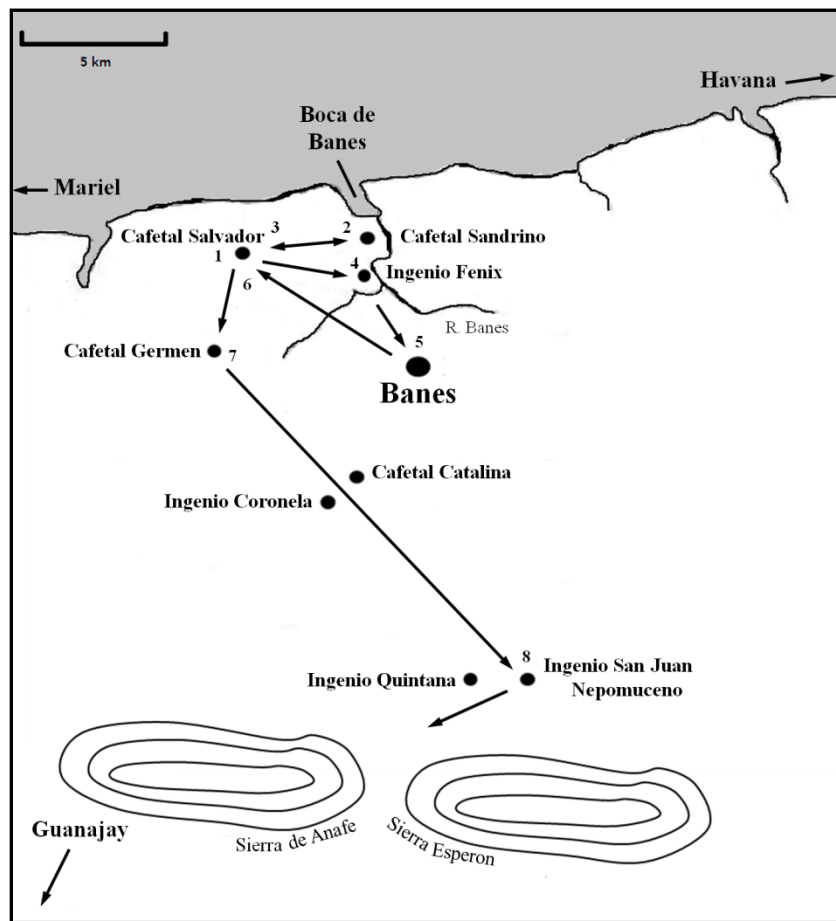 5 km
Havana
Boca de
Banes
Mariel
Cafetal Salvador
3
2
Cafetal Sandrino
1
4
Ingenio Fenix
6
R. Banes
5
Cafetal Germen
7
Banes
Cafetal Catalina
Ingenio Coronela
8
Ingenio Quintana
Ingenio San Juan
Nepomuceno
Guanajay
Sierra de Anafe
Sierra Esperon